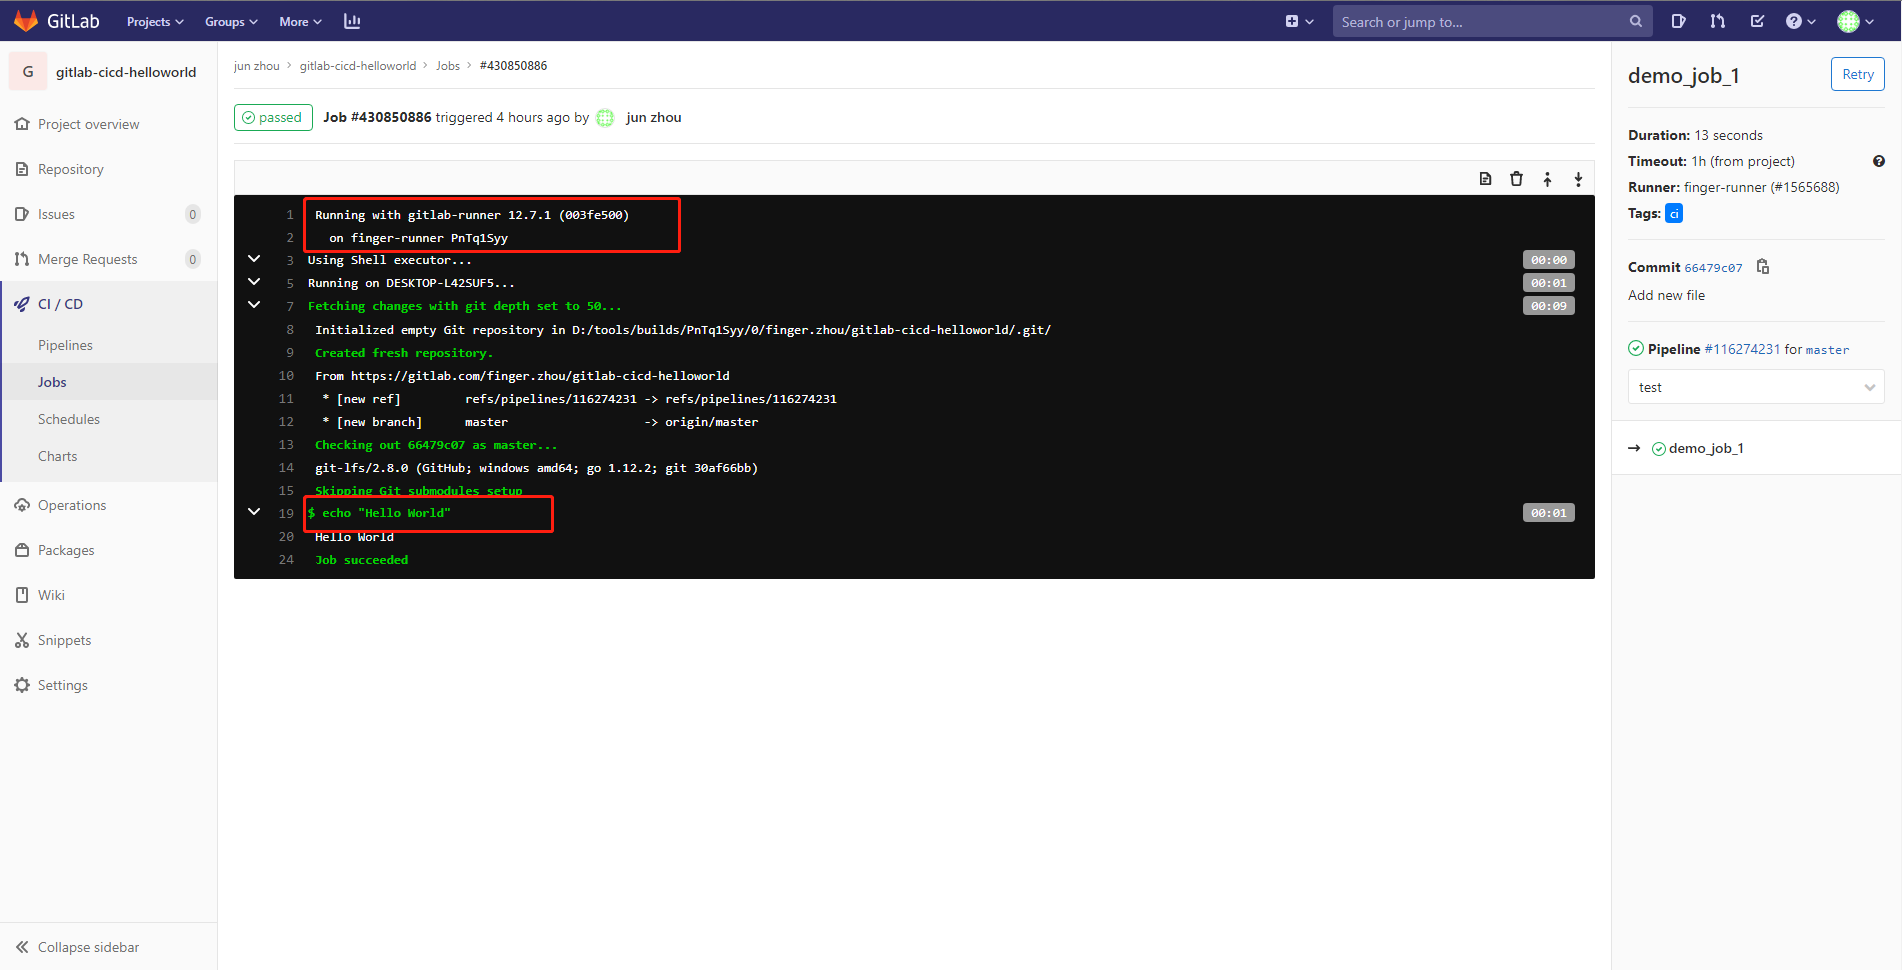 GitLab Projects Groups More Search or jump to...
G gitlab-cicd-helloworld
Project overview
Repository
Issues 0
Merge Requests 0
CI / CD
Pipelines
Jobs
Schedules
Charts
Operations
Packages
Wiki
Snippets
Settings
Collapse sidebar
jun zhou > gitlab-cicd-helloworld > Jobs > #430850886
passed Job #430850886 triggered 4 hours ago by jun zhou
1 Running with gitlab-runner 12.7.1 (003fe500)
2 on finger-runner PnTq1Syy
3 Using Shell executor... 00:00
5 Running on DESKTOP-L42SUF5... 00:01
7 Fetching changes with git depth set to 50... 00:09
8 Initialized empty Git repository in D:/tools/builds/PnTq1Syy/0/finger.zhou/gitlab-cicd-helloworld/.git/
9 Created fresh repository.
10 From https://gitlab.com/finger.zhou/gitlab-cicd-helloworld
11 * [new ref] refs/pipelines/116274231 -> refs/pipelines/116274231
12 * [new branch] master -> origin/master
13 Checking out 66479c07 as master...
14 git-lfs/2.8.0 (GitHub; windows amd64; go 1.12.2; git 30af66bb)
15 Skipping Git submodules setup
19 $ echo "Hello World" 00:01
20 Hello World
24 Job succeeded
demo_job_1 Retry
Duration: 13 seconds
Timeout: 1h (from project)
Runner: finger-runner (#1565688)
Tags: ci
Commit 66479c07
Add new file
Pipeline #116274231 for master
test
→ demo_job_1